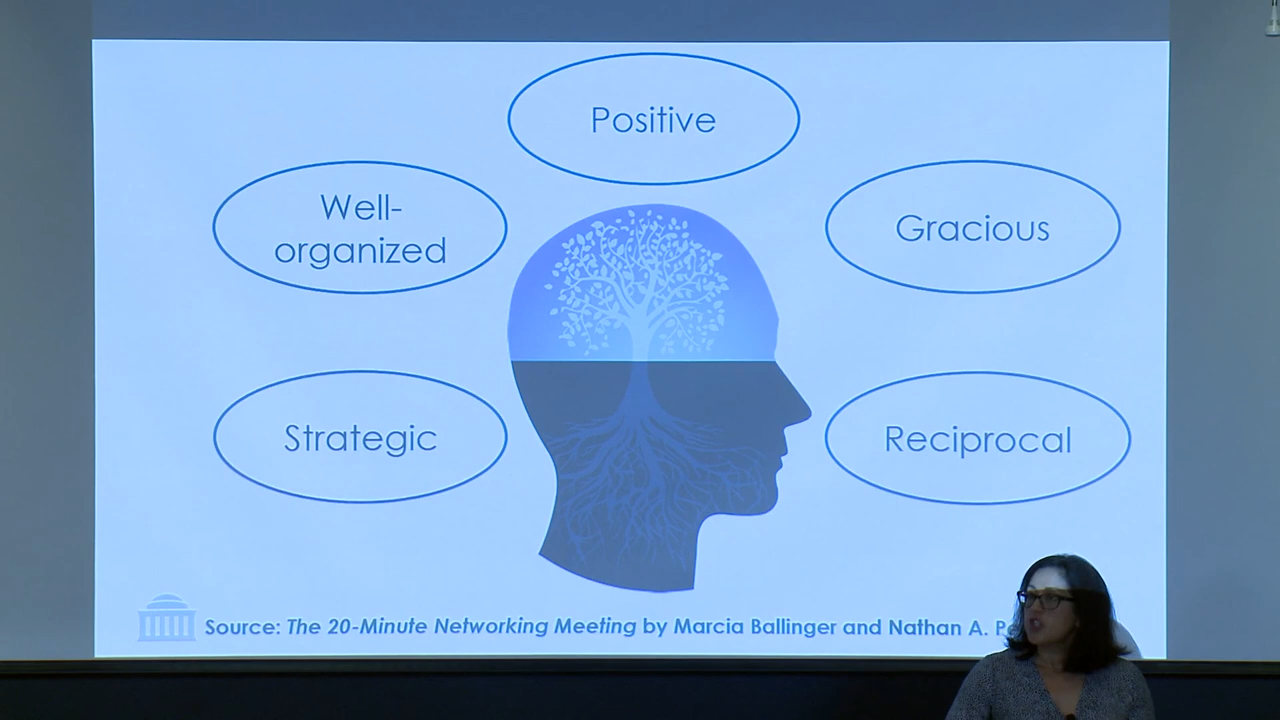 Positive
Well-
organized
Gracious
Strategic
Reciprocal
Source: The 20-Minute Networking Meeting by Marcia Ballinger and Nathan A.